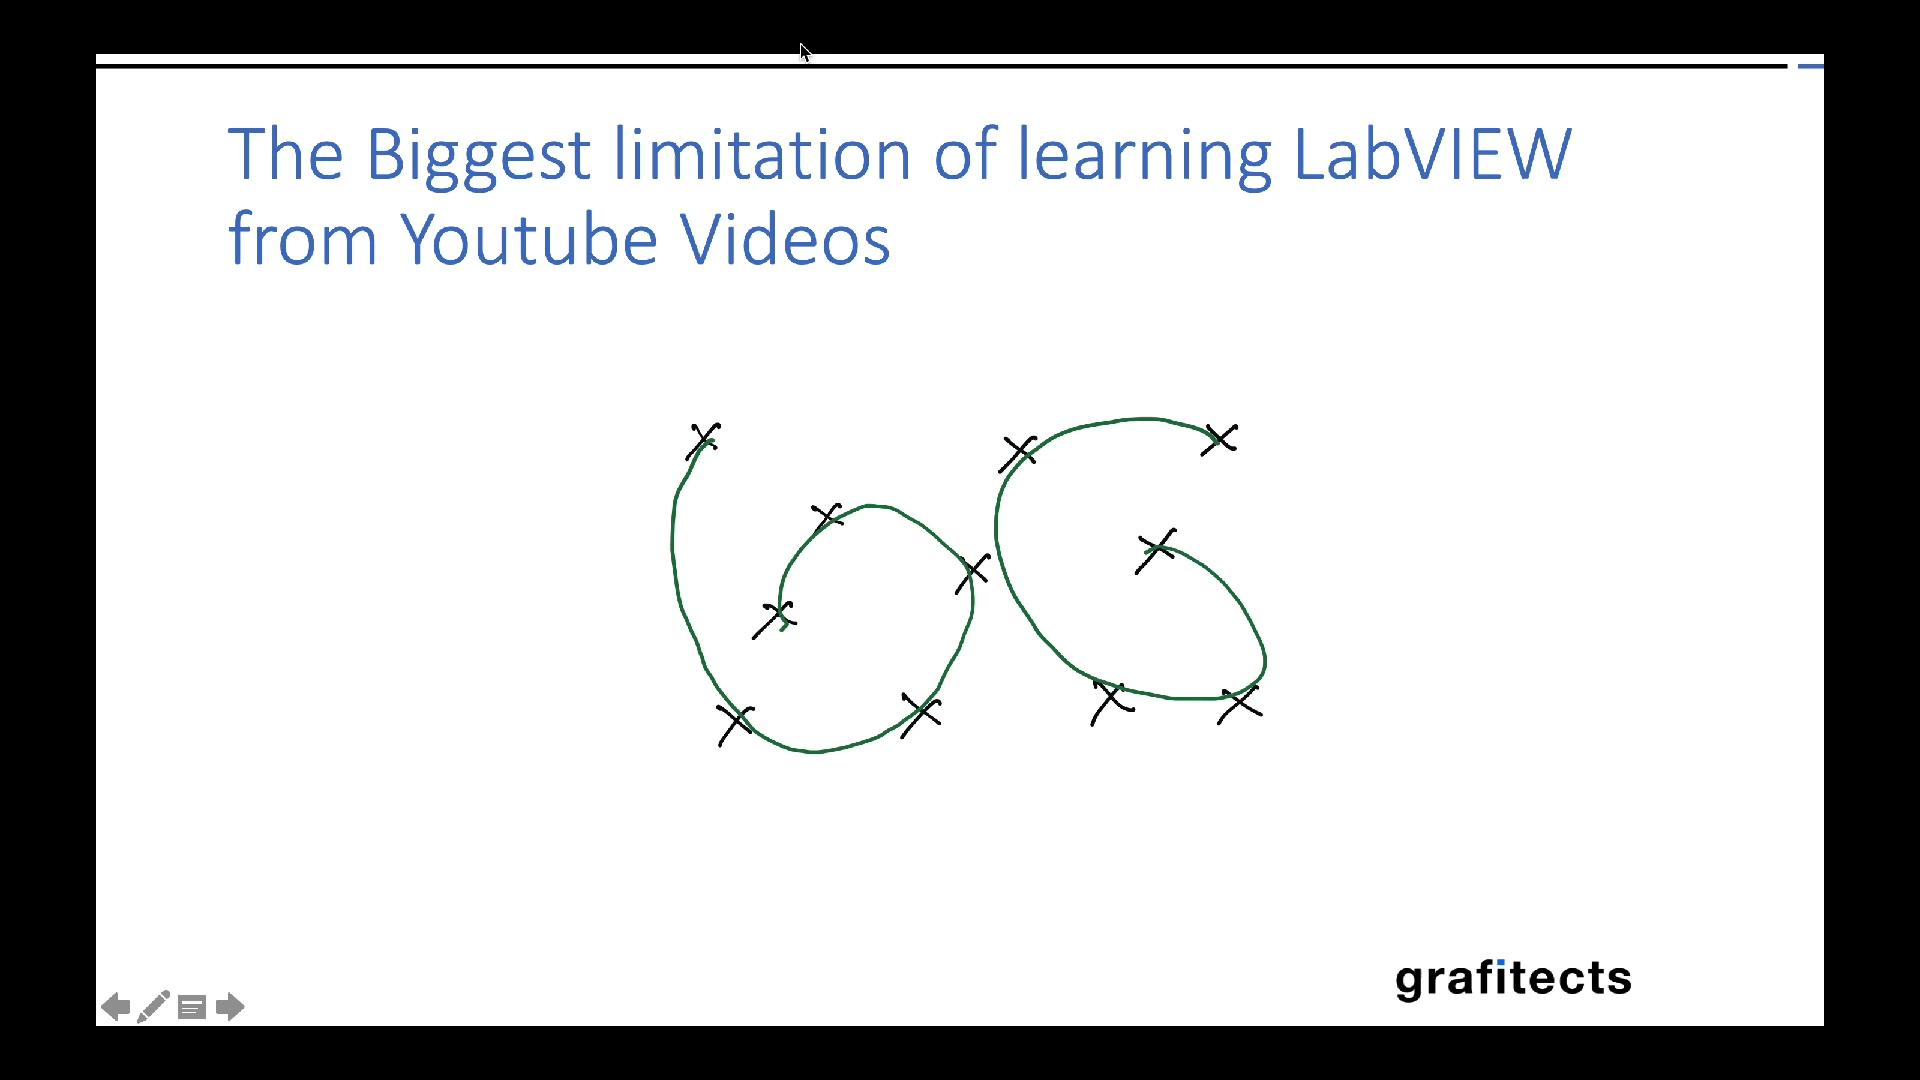 The Biggest limitation of learning LabVIEW
from Youtube Videos
grafitects